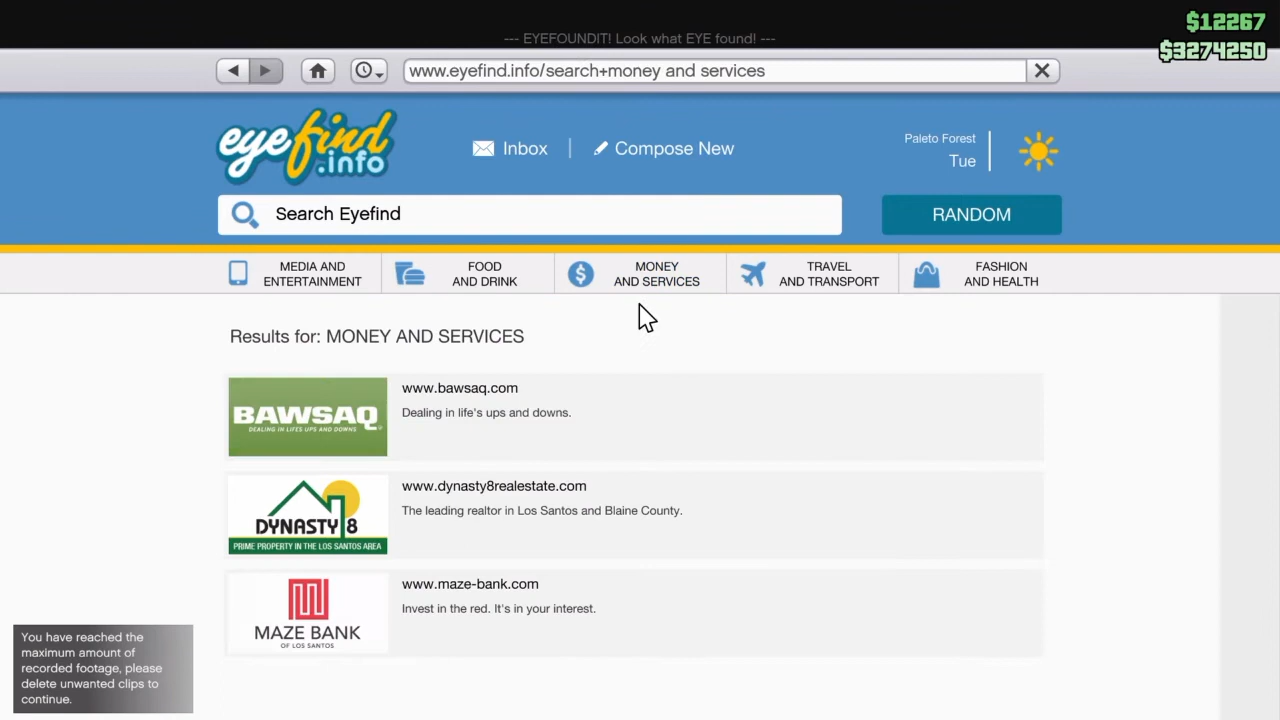 $12267
--- EYEFOUNDIT! Look what EYE found! ---
$3274250
www.eyefind.info/search+money and services
eyefind
.info
Inbox
Compose New
Paleto Forest
Tue
Search Eyefind
RANDOM
MEDIA AND
ENTERTAINMENT
FOOD
AND DRINK
MONEY
AND SERVICES
TRAVEL
AND TRANSPORT
FASHION
AND HEALTH
Results for: MONEY AND SERVICES
BAWSAQ
DEALING IN LIFES UPS AND DOWNS
www.bawsaq.com
Dealing in life's ups and downs.
DYNASTY 8
PRIME PROPERTY IN THE LOS SANTOS AREA
www.dynasty8realestate.com
The leading realtor in Los Santos and Blaine County.
MAZE BANK
OF LOS SANTOS
www.maze-bank.com
Invest in the red. It's in your interest.
You have reached the
maximum amount of
recorded footage, please
delete unwanted clips to
continue.